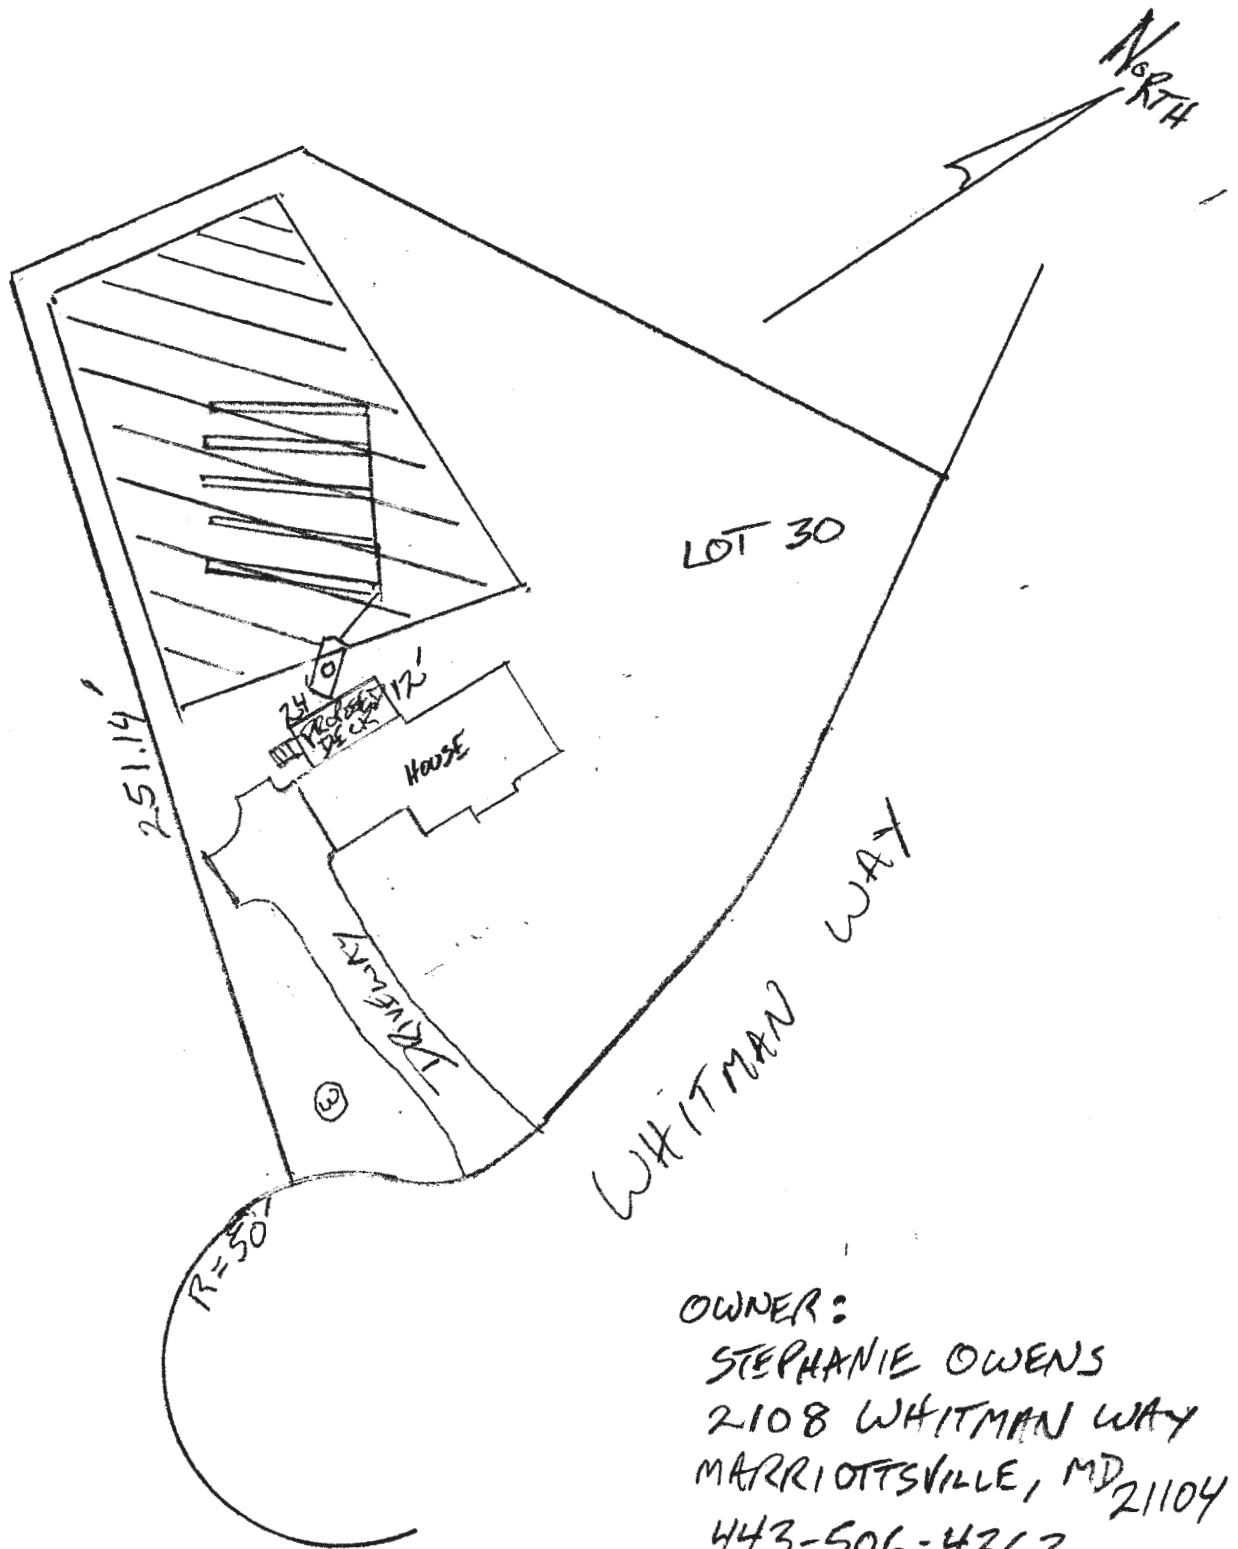 NORTH
LOT 30
12'
24
PROPOSED
DECK
HOUSE
251.14'
DRIVEWAY
W
WHITMAN WAY
R=50'
OWNER:
STEPHANIE OWENS
2108 WHITMAN WAY
MARRIOTTSVILLE, MD 21104